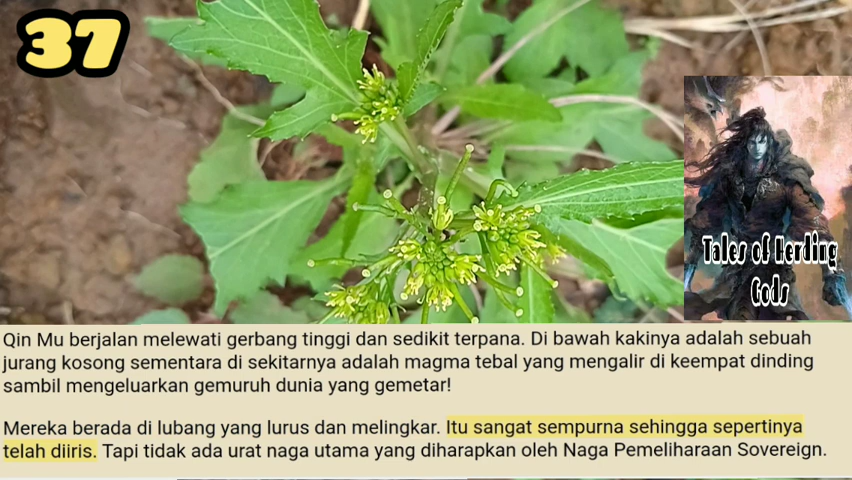 37
Tales of Herding
Gods
Qin Mu berjalan melewati gerbang tinggi dan sedikit terpana. Di bawah kakinya adalah sebuah
jurang kosong sementara di sekitarnya adalah magma tebal yang mengalir di keempat dinding
sambil mengeluarkan gemuruh dunia yang gemetar!
Mereka berada di lubang yang lurus dan melingkar. Itu sangat sempurna sehingga sepertinya
telah diiris. Tapi tidak ada urat naga utama yang diharapkan oleh Naga Pemeliharaan Sovereign.